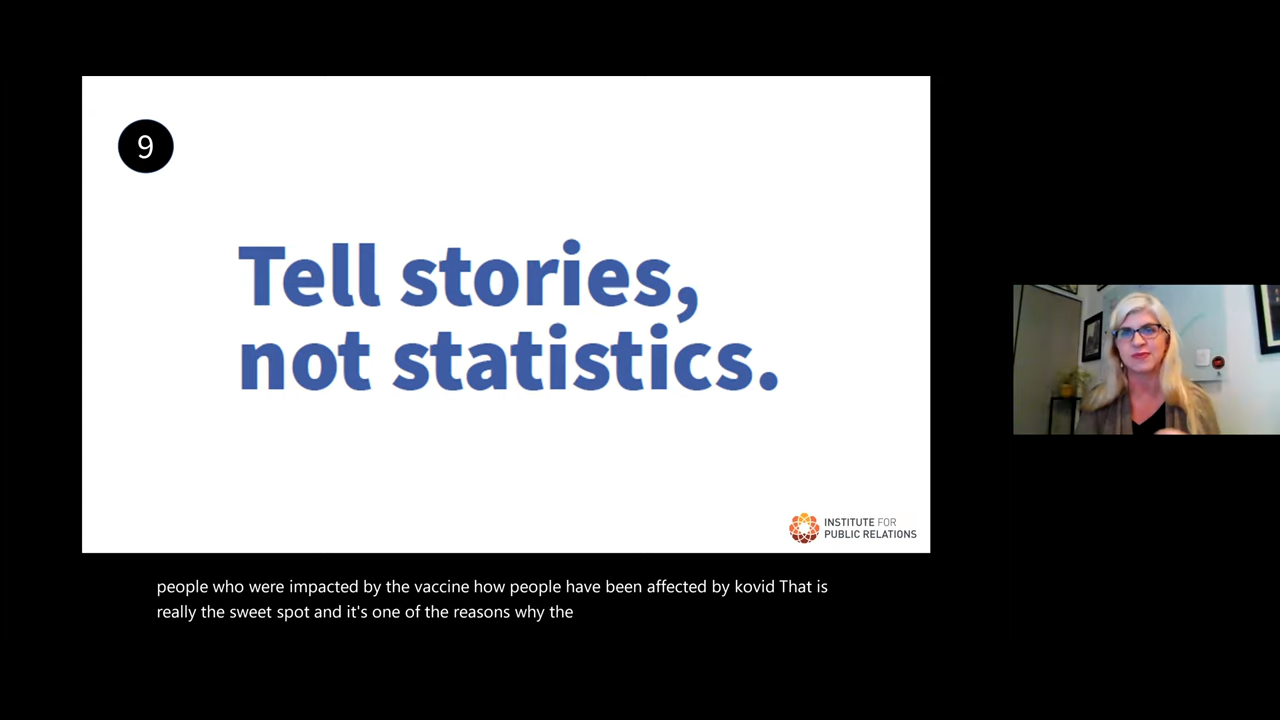 9
Tell stories,
not statistics.
INSTITUTE FOR
PUBLIC RELATIONS
people who were impacted by the vaccine how people have been affected by kovid That is
really the sweet spot and it's one of the reasons why the